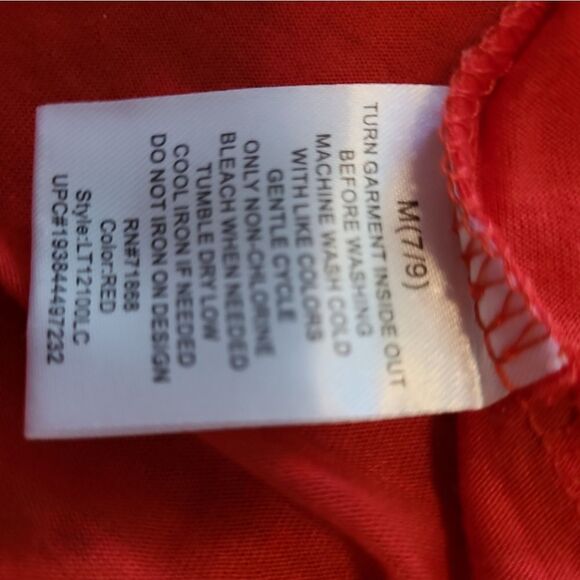 M(7/9)
TURN GARMENT INSIDE OUT
BEFORE WASHING
MACHINE WASH COLD
WITH LIKE COLORS
GENTLE CYCLE
ONLY NON-CHLORINE
BLEACH WHEN NEEDED
TUMBLE DRY LOW
COOL IRON IF NEEDED
DO NOT IRON ON DESIGN
RN#71868
Color:RED
Style:LT12100LC
UPC#193844497232